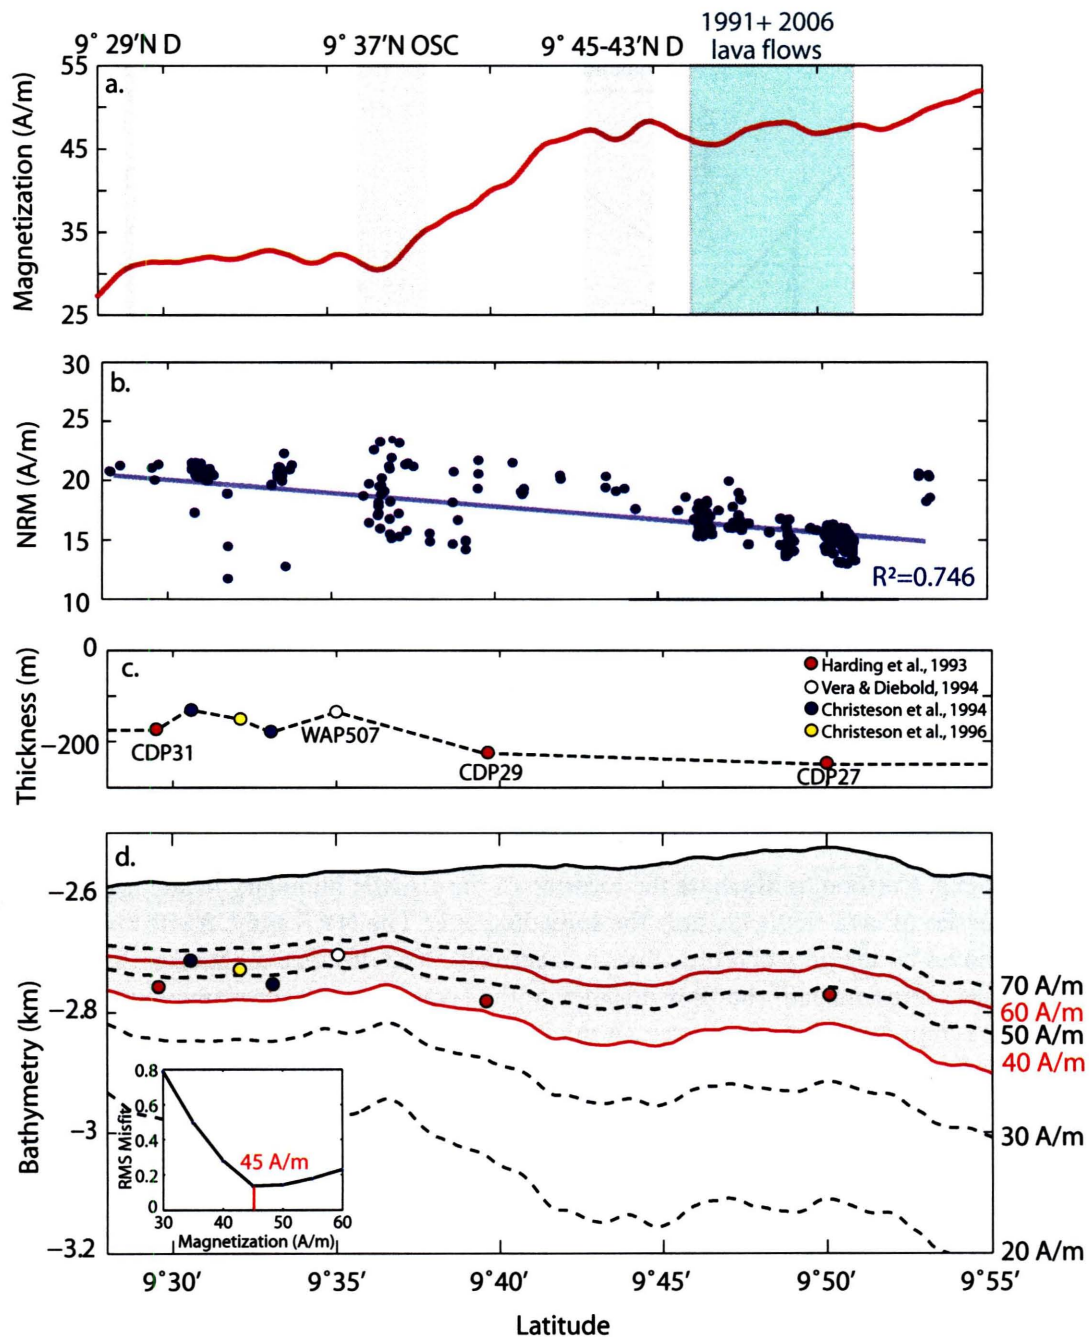 1991+ 2006
lava flows
9° 29′N D
9° 37′N OSC
9° 45-43′N D
a.
Magnetization (A/m)
55
45
35
25
b.
NRM (A/m)
30
25
20
15
10
R²=0.746
c.
Thickness (m)
0
−200
CDP31
WAP507
CDP29
CDP27
Harding et al., 1993
Vera & Diebold, 1994
Christeson et al., 1994
Christeson et al., 1996
d.
Bathymetry (km)
−2.6
−2.8
−3
−3.2
70 A/m
60 A/m
50 A/m
40 A/m
30 A/m
20 A/m
RMS Misfit
0.8
0.6
0.4
0.2
0
45 A/m
30
40
50
60
Magnetization (A/m)
9°30′
9°35′
9°40′
9°45′
9°50′
9°55′
Latitude